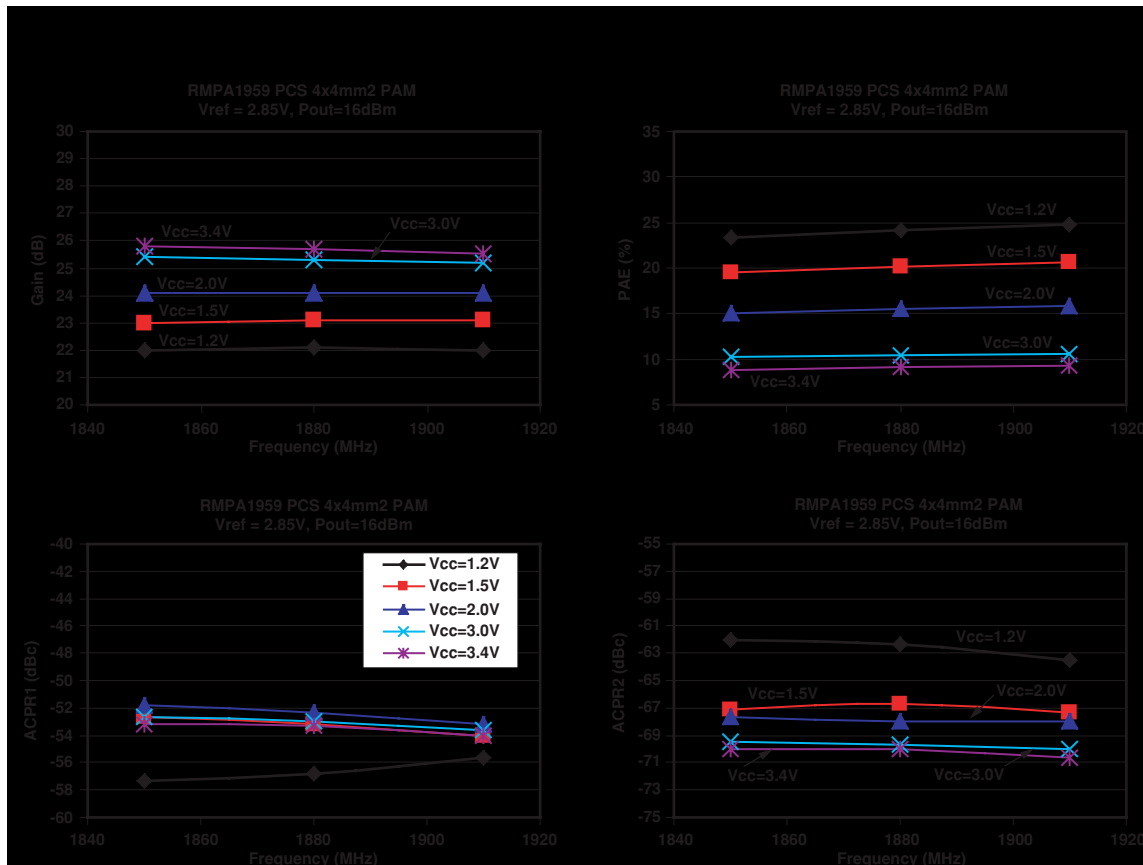 RMPA1959 PCS 4x4mm2 PAM
Vref = 2.85V, Pout=16dBm
30
29
28
27
26
25
24
23
22
21
20
Gain (dB)
Vcc=3.4V
Vcc=3.0V
Vcc=2.0V
Vcc=1.5V
Vcc=1.2V
1840 1860 1880 1900 1920
Frequency (MHz)
RMPA1959 PCS 4x4mm2 PAM
Vref = 2.85V, Pout=16dBm
35
30
25
20
15
10
5
PAE (%)
Vcc=1.2V
Vcc=1.5V
Vcc=2.0V
Vcc=3.0V
Vcc=3.4V
1840 1860 1880 1900 1920
Frequency (MHz)
RMPA1959 PCS 4x4mm2 PAM
Vref = 2.85V, Pout=16dBm
-40
-42
-44
-46
-48
-50
-52
-54
-56
-58
-60
ACPR1 (dBc)
Vcc=1.2V
Vcc=1.5V
Vcc=2.0V
Vcc=3.0V
Vcc=3.4V
1840 1860 1880 1900 1920
Frequency (MHz)
RMPA1959 PCS 4x4mm2 PAM
Vref = 2.85V, Pout=16dBm
-55
-57
-59
-61
-63
-65
-67
-69
-71
-73
-75
ACPR2 (dBc)
Vcc=1.2V
Vcc=1.5V
Vcc=2.0V
Vcc=3.4V
Vcc=3.0V
1840 1860 1880 1900 1920
Frequency (MHz)